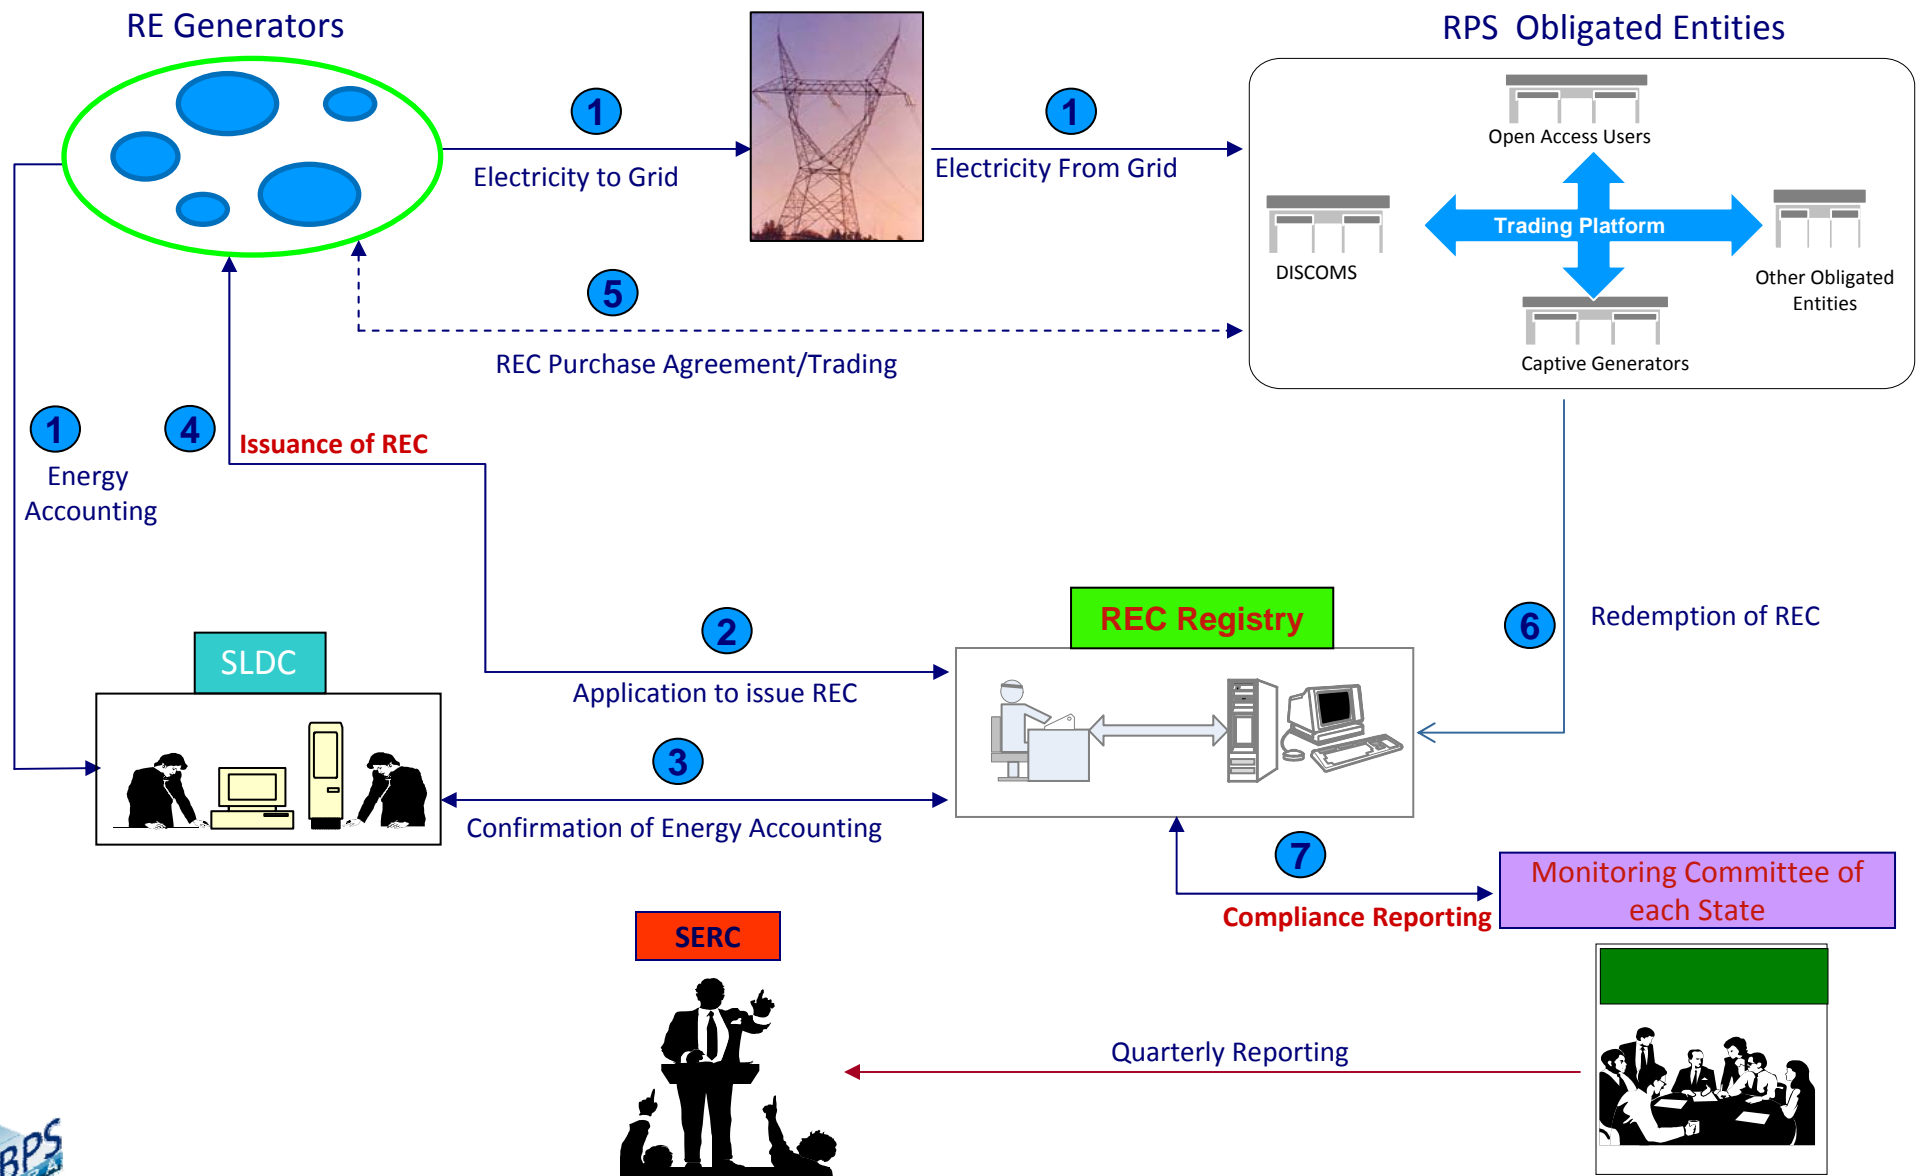 RE Generators
RPS  Obligated Entities
1
1
Electricity to Grid
Electricity From Grid
Open Access Users
Trading Platform
DISCOMS
Other Obligated
Entities
Captive Generators
5
REC Purchase Agreement/Trading
1
4
Issuance of REC
Energy
Accounting
2
Application to issue REC
REC Registry
6
Redemption of REC
SLDC
3
Confirmation of Energy Accounting
7
Compliance Reporting
Monitoring Committee of
each State
SERC
Quarterly Reporting
BPS